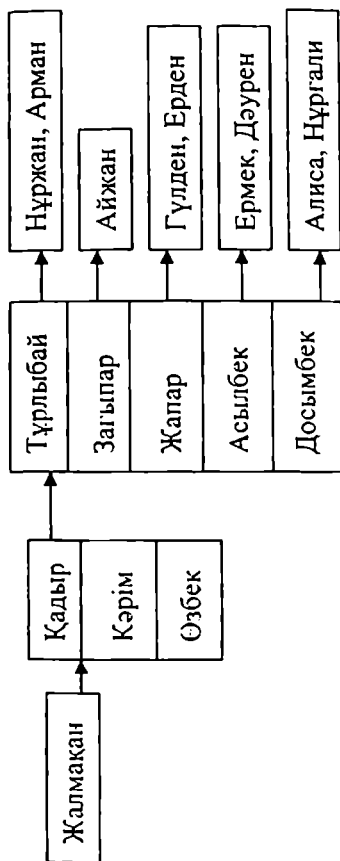 Жалмақан
Қадыр
Кәрім
Өзбек
Тұрлыбай
Загыпар
Жапар
Асылбек
Досымбек
Нұржан, Арман
Айжан
Гүлден, Ерден
Ермек, Дәурен
Алиса, Нұргали